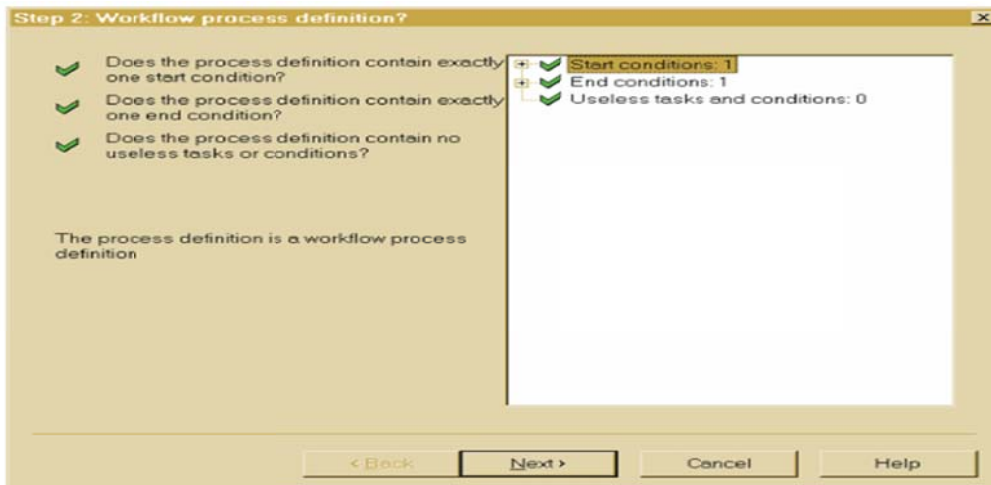 Step 2: Workflow process definition?
Does the process definition contain exactly
one start condition?
Does the process definition contain exactly
one end condition?
Does the process definition contain no
useless tasks or conditions?
The process definition is a workflow process
definition
Start conditions: 1
End conditions: 1
Useless tasks and conditions: 0
< Back
Next >
Cancel
Help